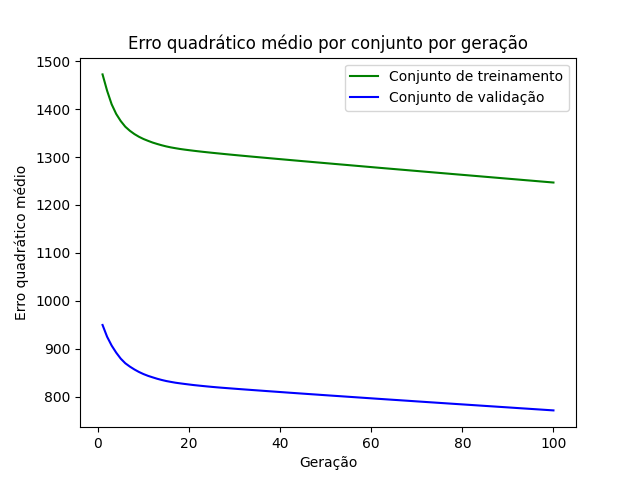 Erro quadrático médio por conjunto por geração
Conjunto de treinamento
Conjunto de validação
Erro quadrático médio
1500
1400
1300
1200
1100
1000
900
800
0 20 40 60 80 100
Geração